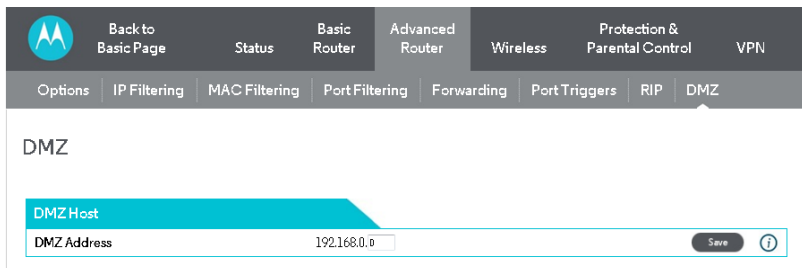 Back to Basic Page Status Basic Router Advanced Router Wireless Protection & Parental Control VPN
Options IP Filtering MAC Filtering Port Filtering Forwarding Port Triggers RIP DMZ
DMZ
DMZ Host
DMZ Address 192.168.0.0 Save i